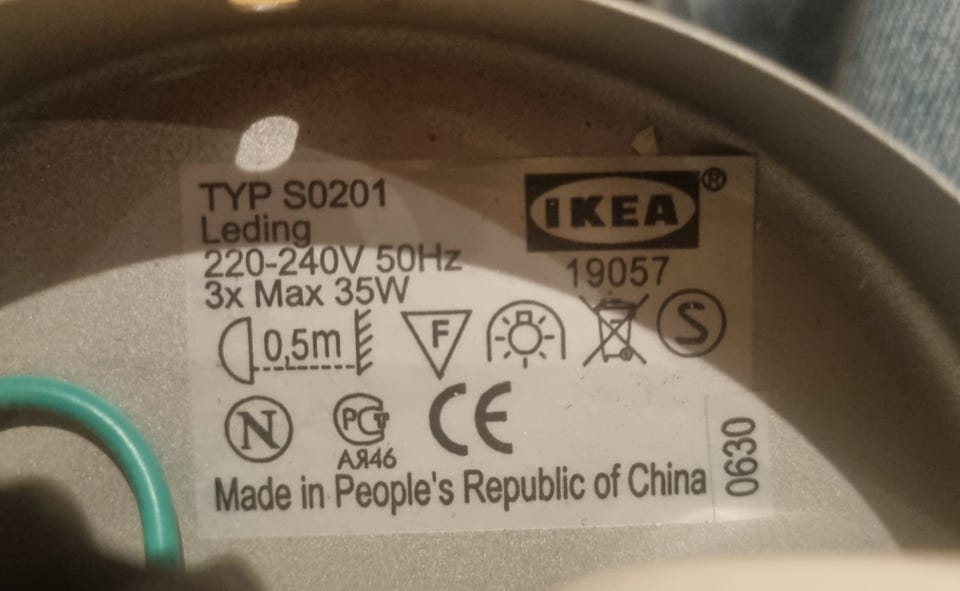 TYP S0201
Leding
220-240V 50Hz
3x Max 35W
IKEA®
19057
0,5m
F
S
N
PCT
АЯ46
CE
Made in People's Republic of China
0630